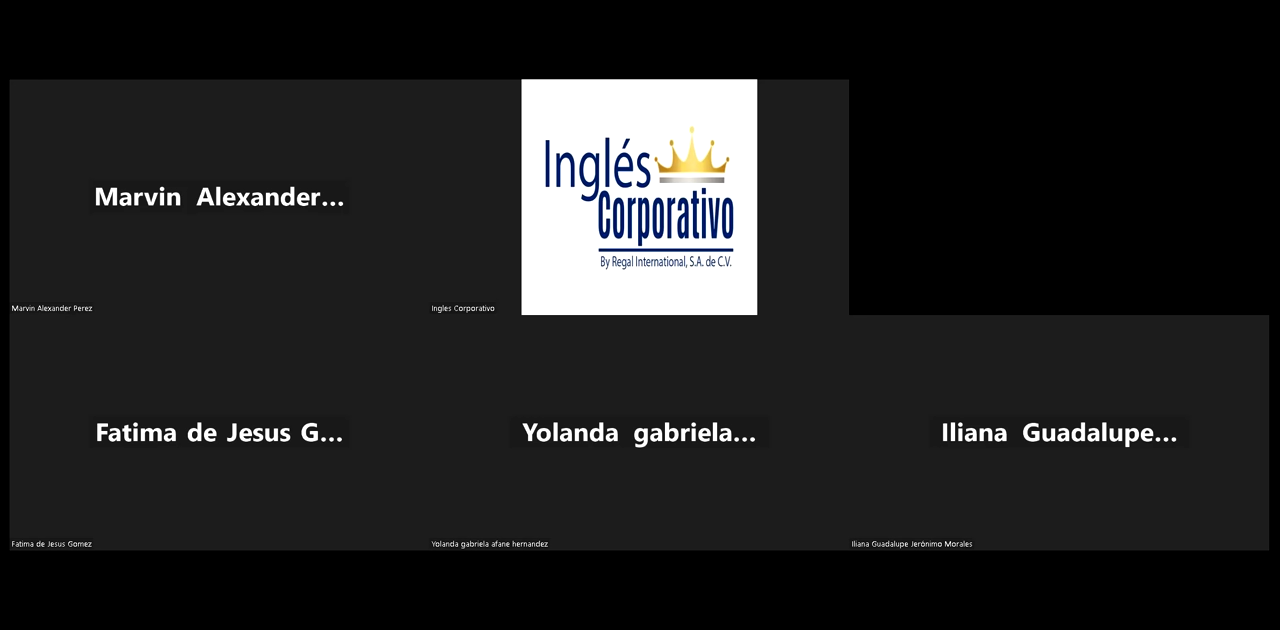 Marvin Alexander...
Marvin Alexander Perez
Inglés
Corporativo
By Regal International, S.A. de C.V.
Ingles Corporativo
Fatima de Jesus G...
Fatima de Jesus Gomez
Yolanda gabriela...
Yolanda gabriela afane hernandez
Iliana Guadalupe...
Iliana Guadalupe Jerónimo Morales